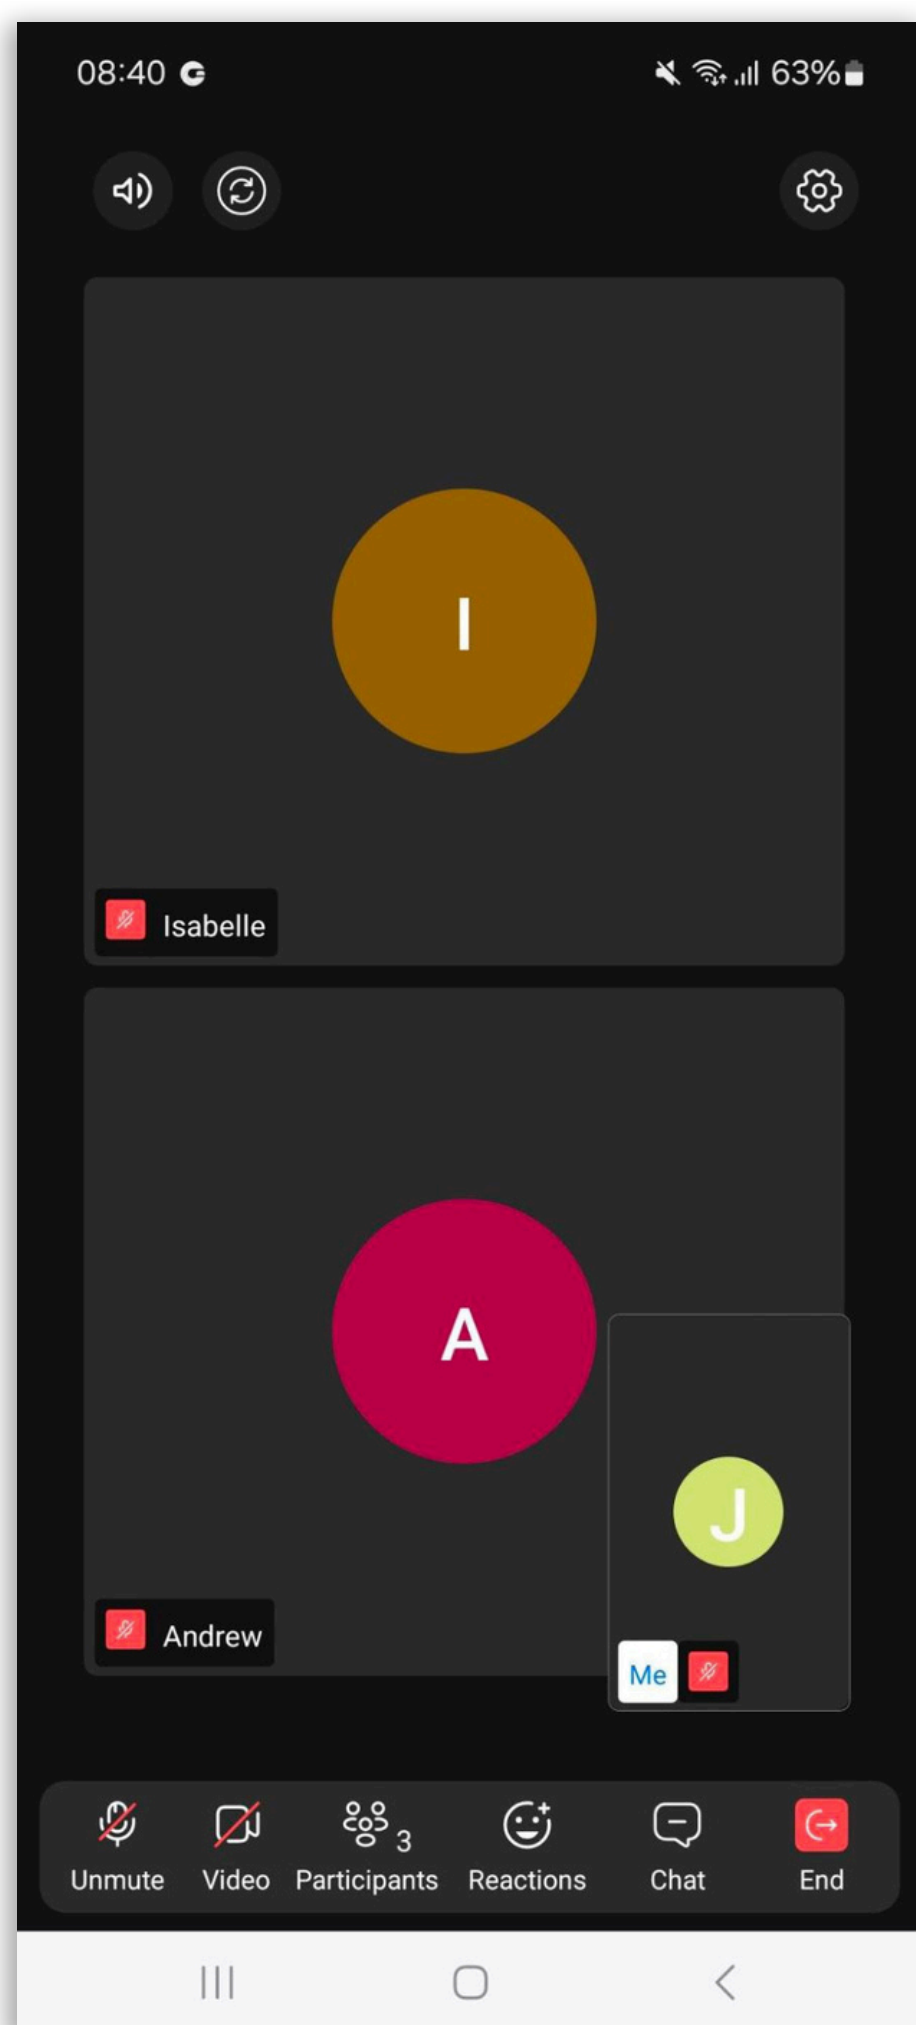 08:40
63%
I
Isabelle
A
J
Andrew
Me
3
Unmute Video Participants Reactions Chat End